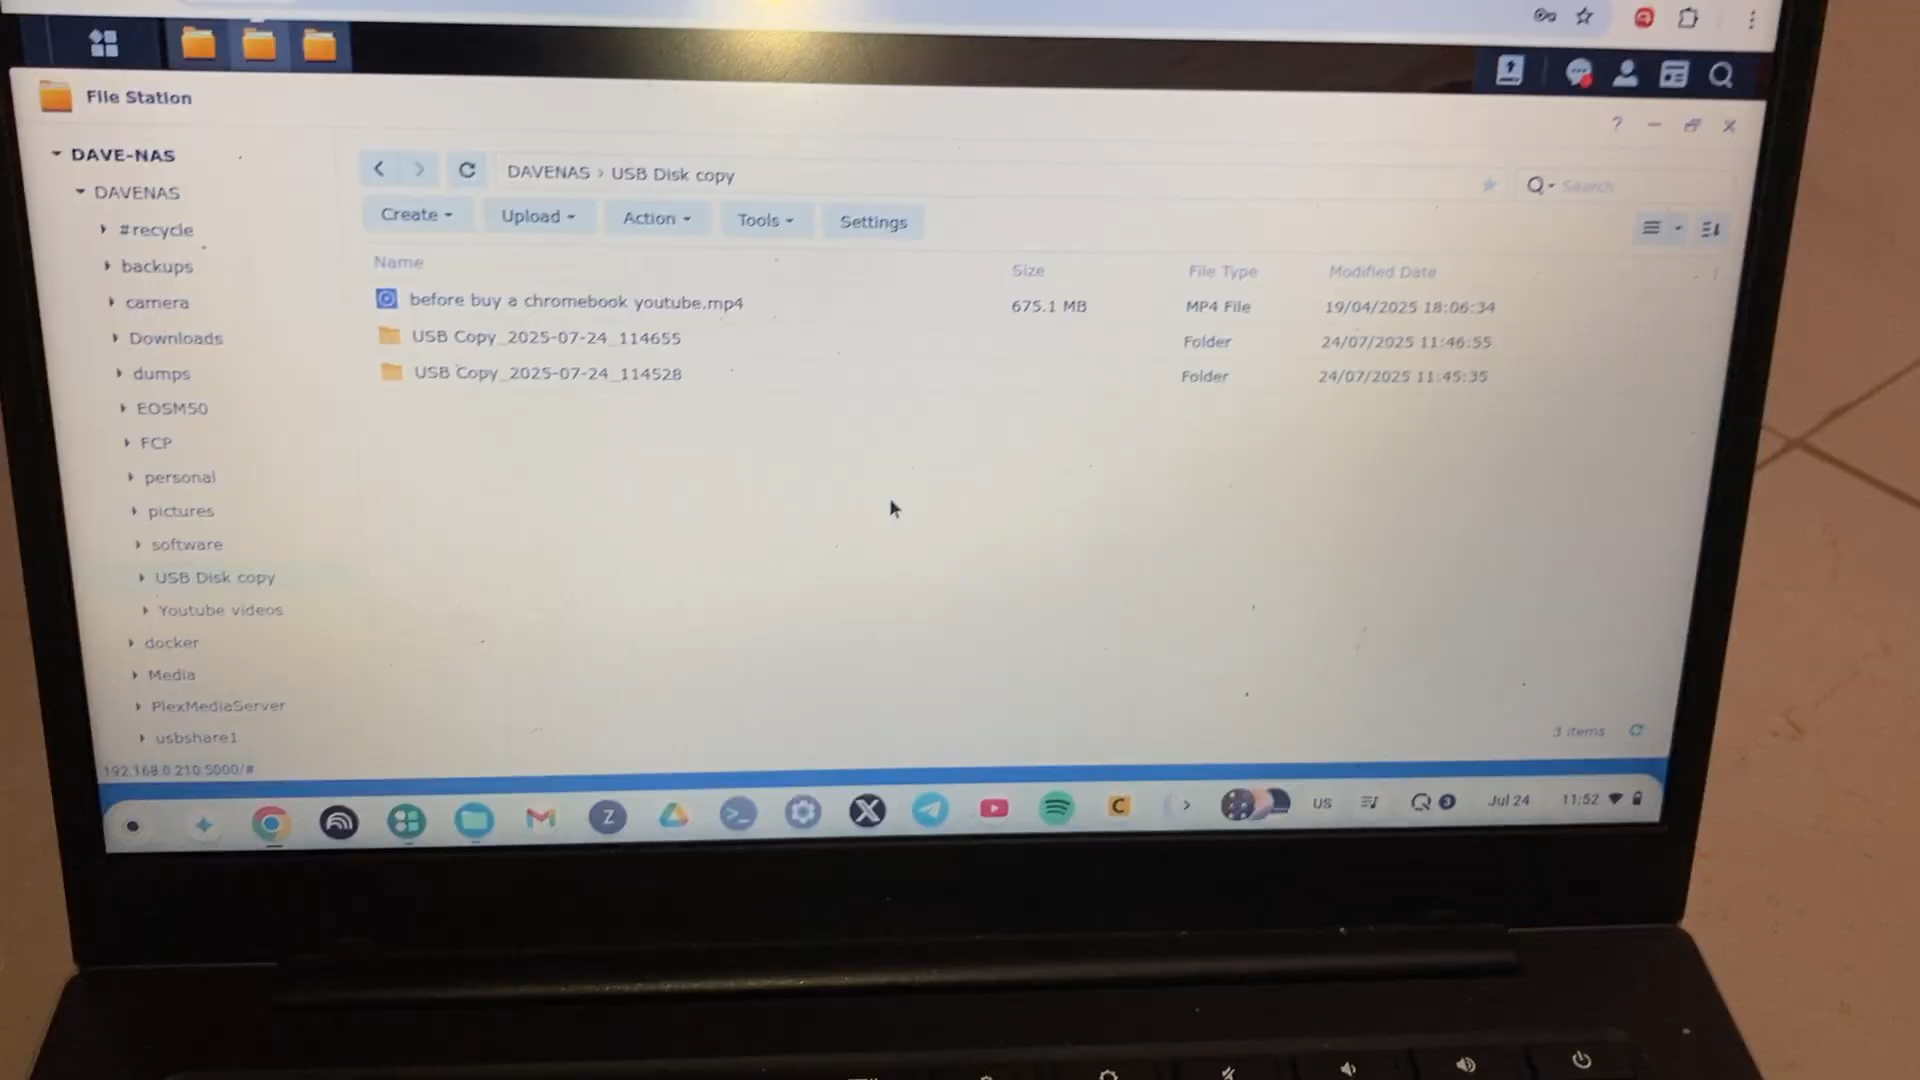 File Station
DAVE-NAS
DAVENAS
#recycle
backups
camera
Downloads
dumps
EOSM50
FCP
personal
pictures
software
USB Disk copy
Youtube videos
docker
Media
PlexMediaServer
usbshare1
192.168.0.210:5000/#
DAVENAS › USB Disk copy
Search
Create
Upload
Action
Tools
Settings
Name Size File Type Modified Date
before buy a chromebook youtube.mp4 675.1 MB MP4 File 19/04/2025 18:06:34
USB Copy_2025-07-24_114655 Folder 24/07/2025 11:46:55
USB Copy_2025-07-24_114528 Folder 24/07/2025 11:45:35
3 items
Z
C
US
3
Jul 24
11:52